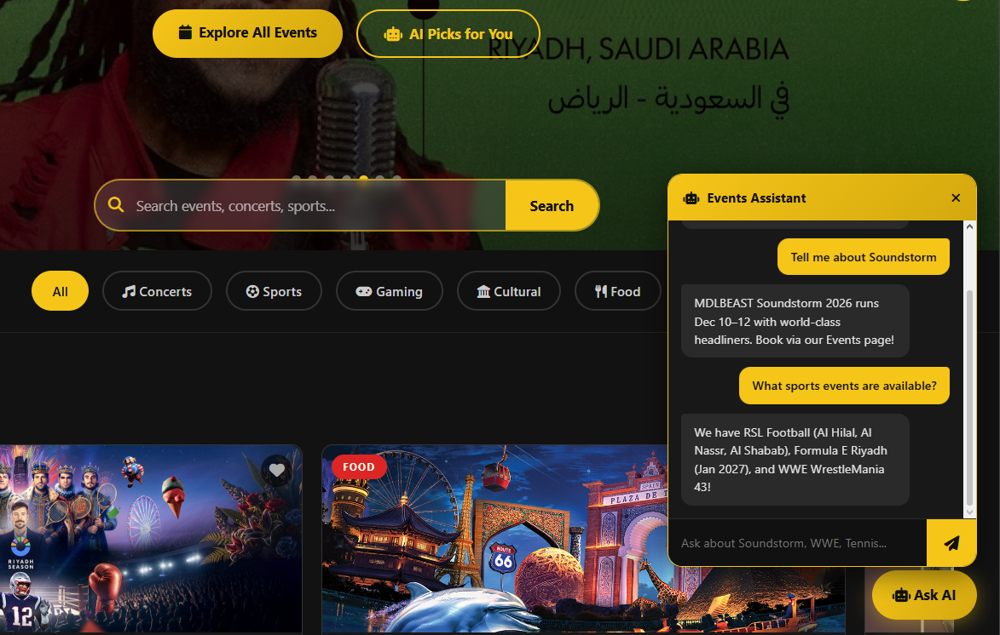 Explore All Events
AI Picks for You
RIYADH, SAUDI ARABIA
في السعودية - الرياض
Search events, concerts, sports...
Search
All
Concerts
Sports
Gaming
Cultural
Food
RIYADH
SEASON
12
FOOD
SPAIN
PLAZA DE
ROUTE
66
Events Assistant
Tell me about Soundstorm
MDLBEAST Soundstorm 2026 runs
Dec 10–12 with world-class
headliners. Book via our Events page!
What sports events are available?
We have RSL Football (Al Hilal, Al
Nassr, Al Shabab), Formula E Riyadh
(Jan 2027), and WWE WrestleMania
43!
Ask about Soundstorm, WWE, Tennis...
Ask AI